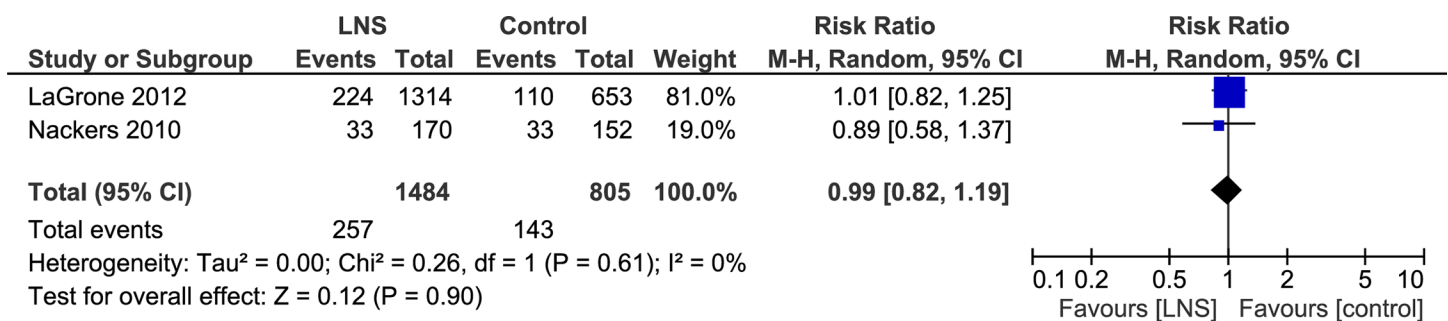 LNS Control Risk Ratio Risk Ratio
Study or Subgroup Events Total Events Total Weight M-H, Random, 95% CI M-H, Random, 95% CI
LaGrone 2012 224 1314 110 653 81.0% 1.01 [0.82, 1.25]
Nackers 2010 33 170 33 152 19.0% 0.89 [0.58, 1.37]
Total (95% CI) 1484 805 100.0% 0.99 [0.82, 1.19]
Total events 257 143
Heterogeneity: Tau² = 0.00; Chi² = 0.26, df = 1 (P = 0.61); I² = 0%
Test for overall effect: Z = 0.12 (P = 0.90)
0.1 0.2 0.5 1 2 5 10
Favours [LNS] Favours [control]